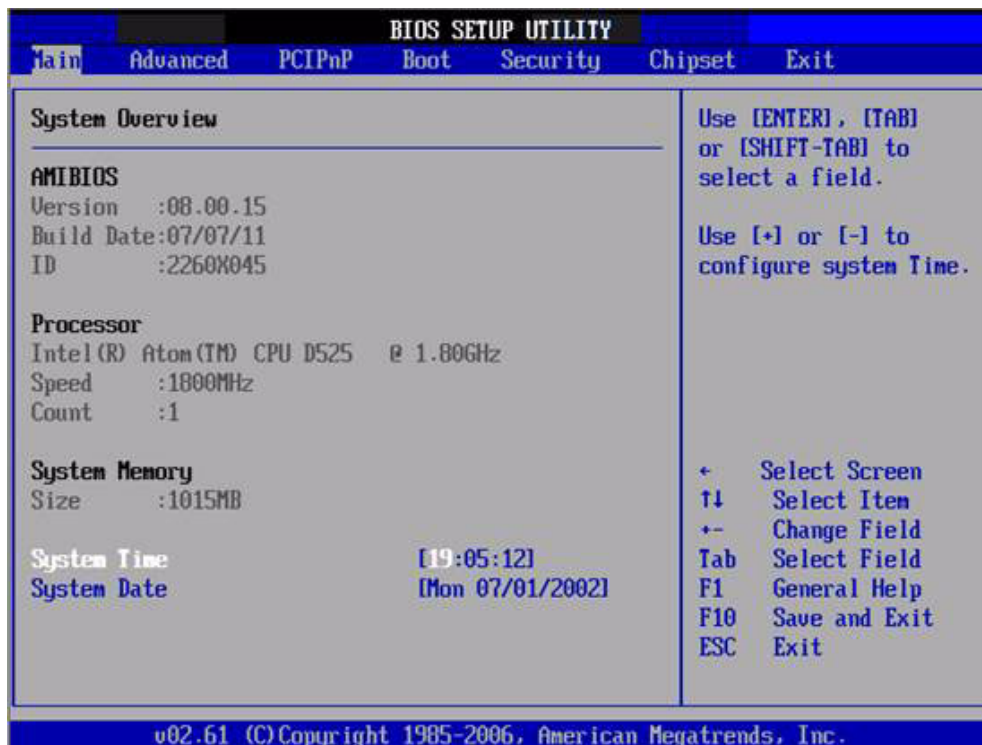 BIOS SETUP UTILITY
Main Advanced PCIPnP Boot Security Chipset Exit
System Overview
AMIBIOS
Version :08.00.15
Build Date:07/07/11
ID :2260X045
Processor
Intel(R) Atom(TM) CPU D525 @ 1.80GHz
Speed :1800MHz
Count :1
System Memory
Size :1015MB
System Time [19:05:12]
System Date [Mon 07/01/2002]
Use [ENTER], [TAB]
or [SHIFT-TAB] to
select a field.
Use [+] or [-] to
configure system Time.
← Select Screen
↑↓ Select Item
+- Change Field
Tab Select Field
F1 General Help
F10 Save and Exit
ESC Exit
v02.61 (C)Copyright 1985-2006, American Megatrends, Inc.